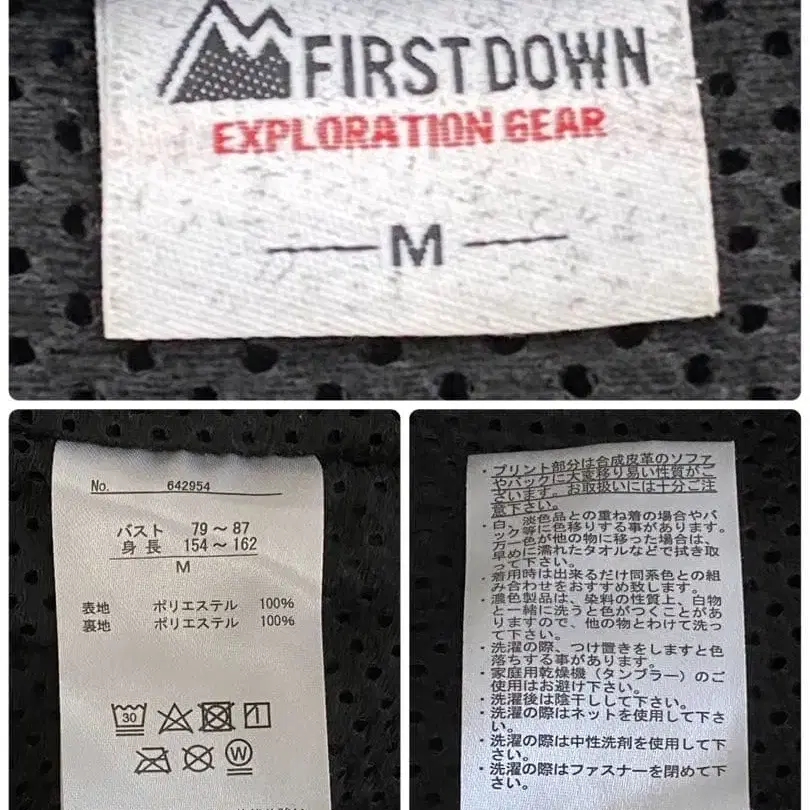 FIRST DOWN
EXPLORATION GEAR
M
No. 642954
バスト 79～87
身長 154～162
M
表地 ポリエステル 100%
裏地 ポリエステル 100%
30
W
・プリント部分は合成皮革のソファ
やバックに大変移り易い性質がご
ざいます。お取扱いには十分ご注
意下さい。
・白、淡色品との重ね着の場合やバ
ック等に色移りする事があります。
万一色が他の物に移った場合は、
早めに濡れたタオルなどで拭き取
って下さい。
・着用時は出来るだけ同系色との組
み合わせをおすすめ致します。
・濃色製品は、染料の性質上、白物
と一緒に洗うと色がつくことがあ
りますので、他の物とわけて洗っ
て下さい。
・洗濯の際、つけ置きをしますと色
落ちする事があります。
・家庭用乾燥機（タンブラー）のご
使用はお避け下さい。
・洗濯後は陰干しして下さい。
・洗濯の際はネットを使用して下さ
い。
・洗濯の際は中性洗剤を使用して下
さい。
・洗濯の際はファスナーを閉めて下
さい。